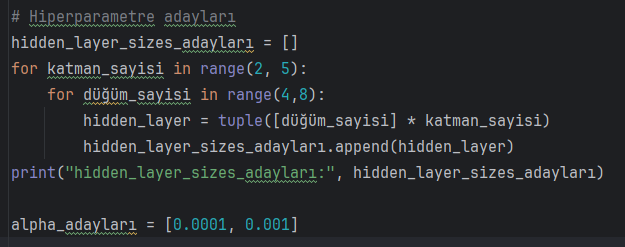 # Hiperparametre adayları
hidden_layer_sizes_adayları = []
for katman_sayisi in range(2, 5):
    for düğüm_sayisi in range(4,8):
        hidden_layer = tuple([düğüm_sayisi] * katman_sayisi)
        hidden_layer_sizes_adayları.append(hidden_layer)
print("hidden_layer_sizes_adayları:", hidden_layer_sizes_adayları)
alpha_adayları = [0.0001, 0.001]